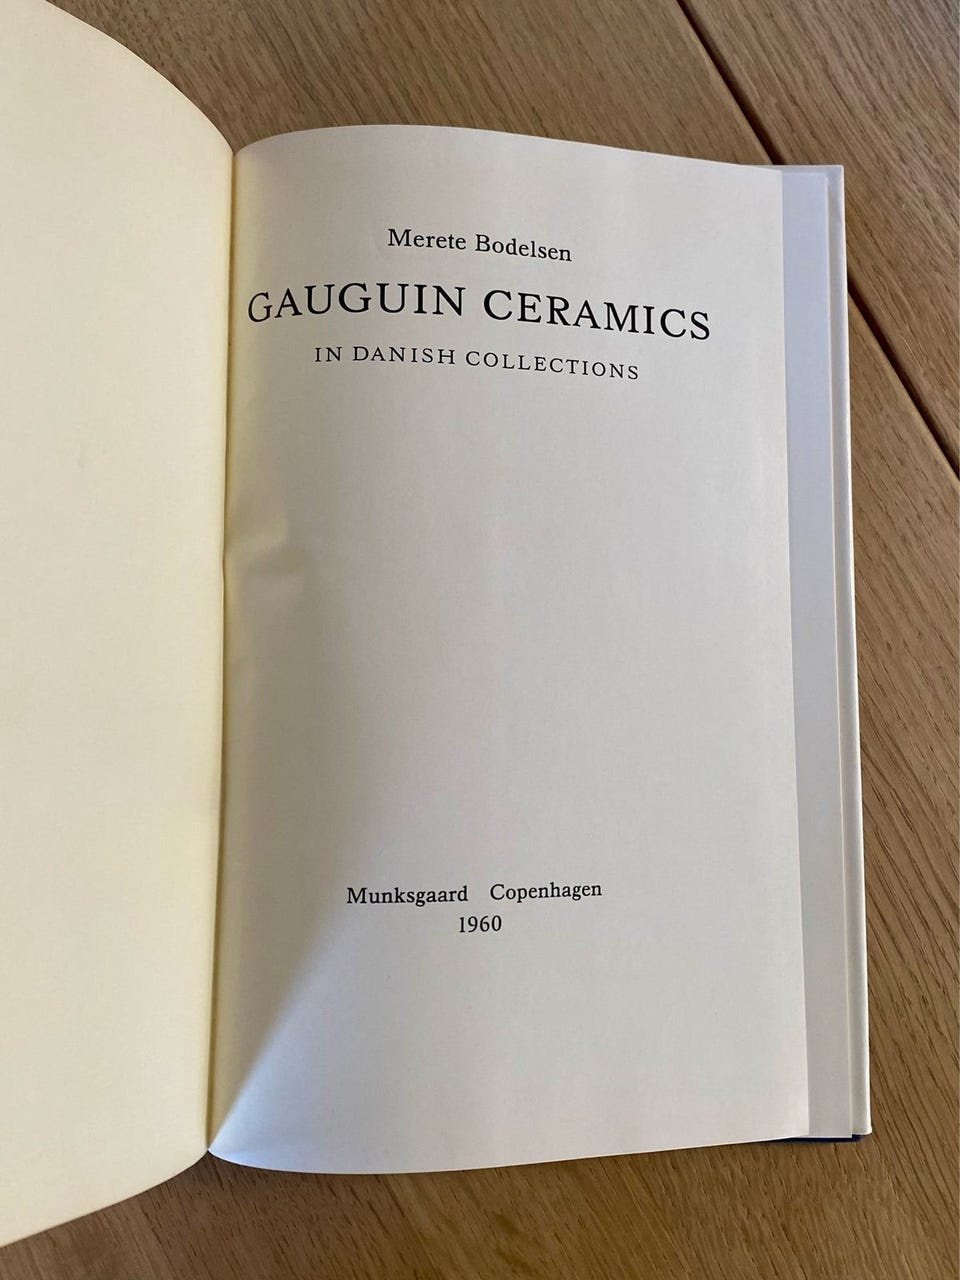 Merete Bodelsen
GAUGUIN CERAMICS
IN DANISH COLLECTIONS
Munksgaard Copenhagen
1960